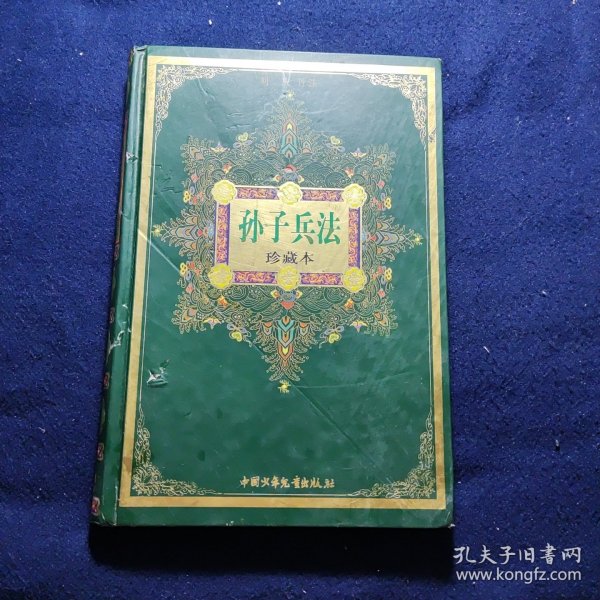 孙子兵法
珍藏本
中国少年儿童出版社
孔夫子旧书网
www.kongfz.com